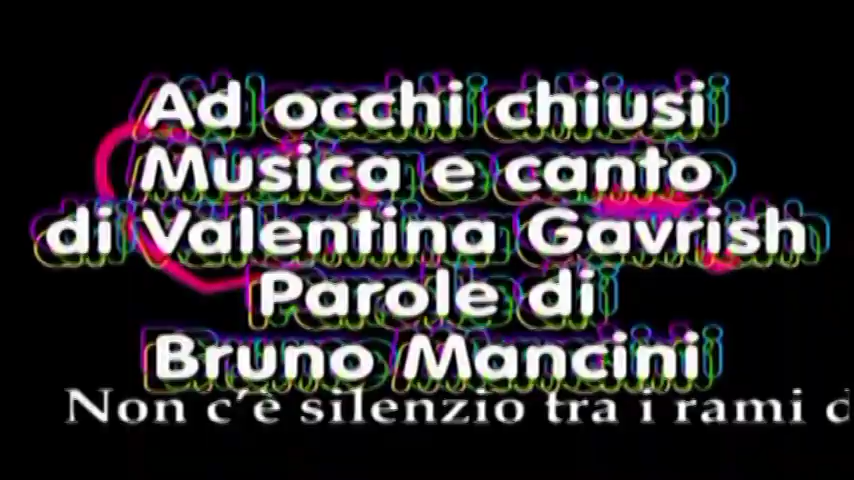 Ad occhi chiusi
Musica e canto
di Valentina Gavrish
Parole di
Bruno Mancini
Non c'è silenzio tra i rami